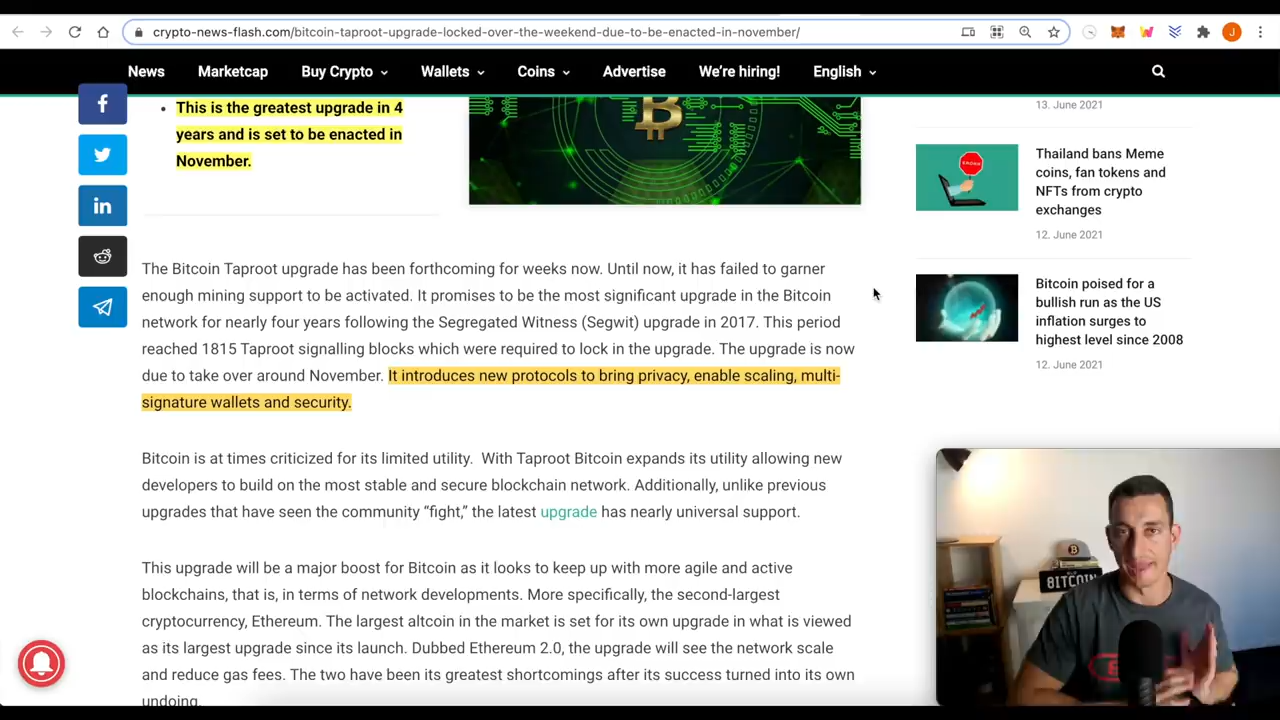 crypto-news-flash.com/bitcoin-taproot-upgrade-locked-over-the-weekend-due-to-be-enacted-in-november/
J
News Marketcap Buy Crypto Wallets Coins Advertise We're hiring! English
This is the greatest upgrade in 4
years and is set to be enacted in
November.
The Bitcoin Taproot upgrade has been forthcoming for weeks now. Until now, it has failed to garner
enough mining support to be activated. It promises to be the most significant upgrade in the Bitcoin
network for nearly four years following the Segregated Witness (Segwit) upgrade in 2017. This period
reached 1815 Taproot signalling blocks which were required to lock in the upgrade. The upgrade is now
due to take over around November. It introduces new protocols to bring privacy, enable scaling, multi-
signature wallets and security.
Bitcoin is at times criticized for its limited utility.  With Taproot Bitcoin expands its utility allowing new
developers to build on the most stable and secure blockchain network. Additionally, unlike previous
upgrades that have seen the community “fight,” the latest upgrade has nearly universal support.
This upgrade will be a major boost for Bitcoin as it looks to keep up with more agile and active
blockchains, that is, in terms of network developments. More specifically, the second-largest
cryptocurrency, Ethereum. The largest altcoin in the market is set for its own upgrade in what is viewed
as its largest upgrade since its launch. Dubbed Ethereum 2.0, the upgrade will see the network scale
and reduce gas fees. The two have been its greatest shortcomings after its success turned into its own
undoing.
13. June 2021
Thailand bans Meme
coins, fan tokens and
NFTs from crypto
exchanges
12. June 2021
Bitcoin poised for a
bullish run as the US
inflation surges to
highest level since 2008
12. June 2021
BITCOIN